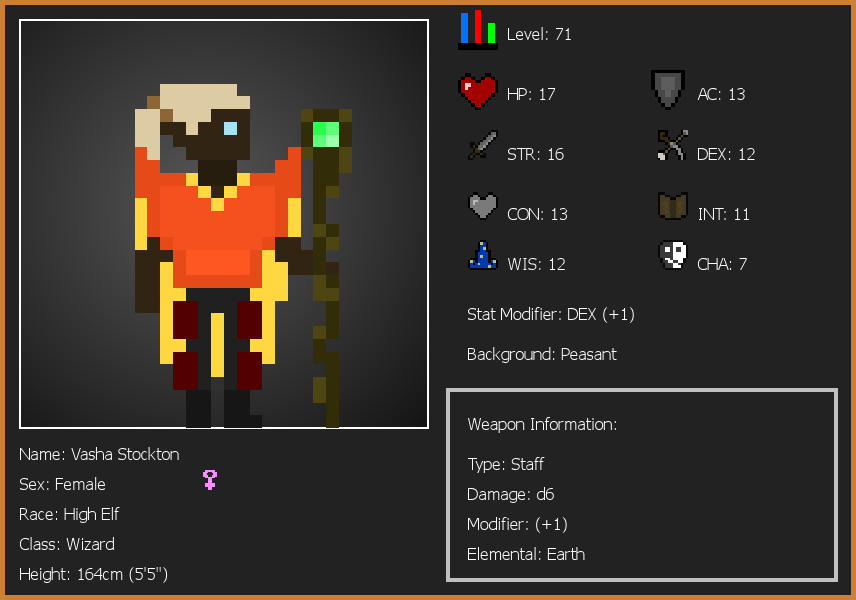 Level: 71
HP: 17
AC: 13
STR: 16
DEX: 12
CON: 13
INT: 11
WIS: 12
CHA: 7
Stat Modifier: DEX (+1)
Background: Peasant
Name: Vasha Stockton
Sex: Female
Race: High Elf
Class: Wizard
Height: 164cm (5'5")
Weapon Information:
Type: Staff
Damage: d6
Modifier: (+1)
Elemental: Earth